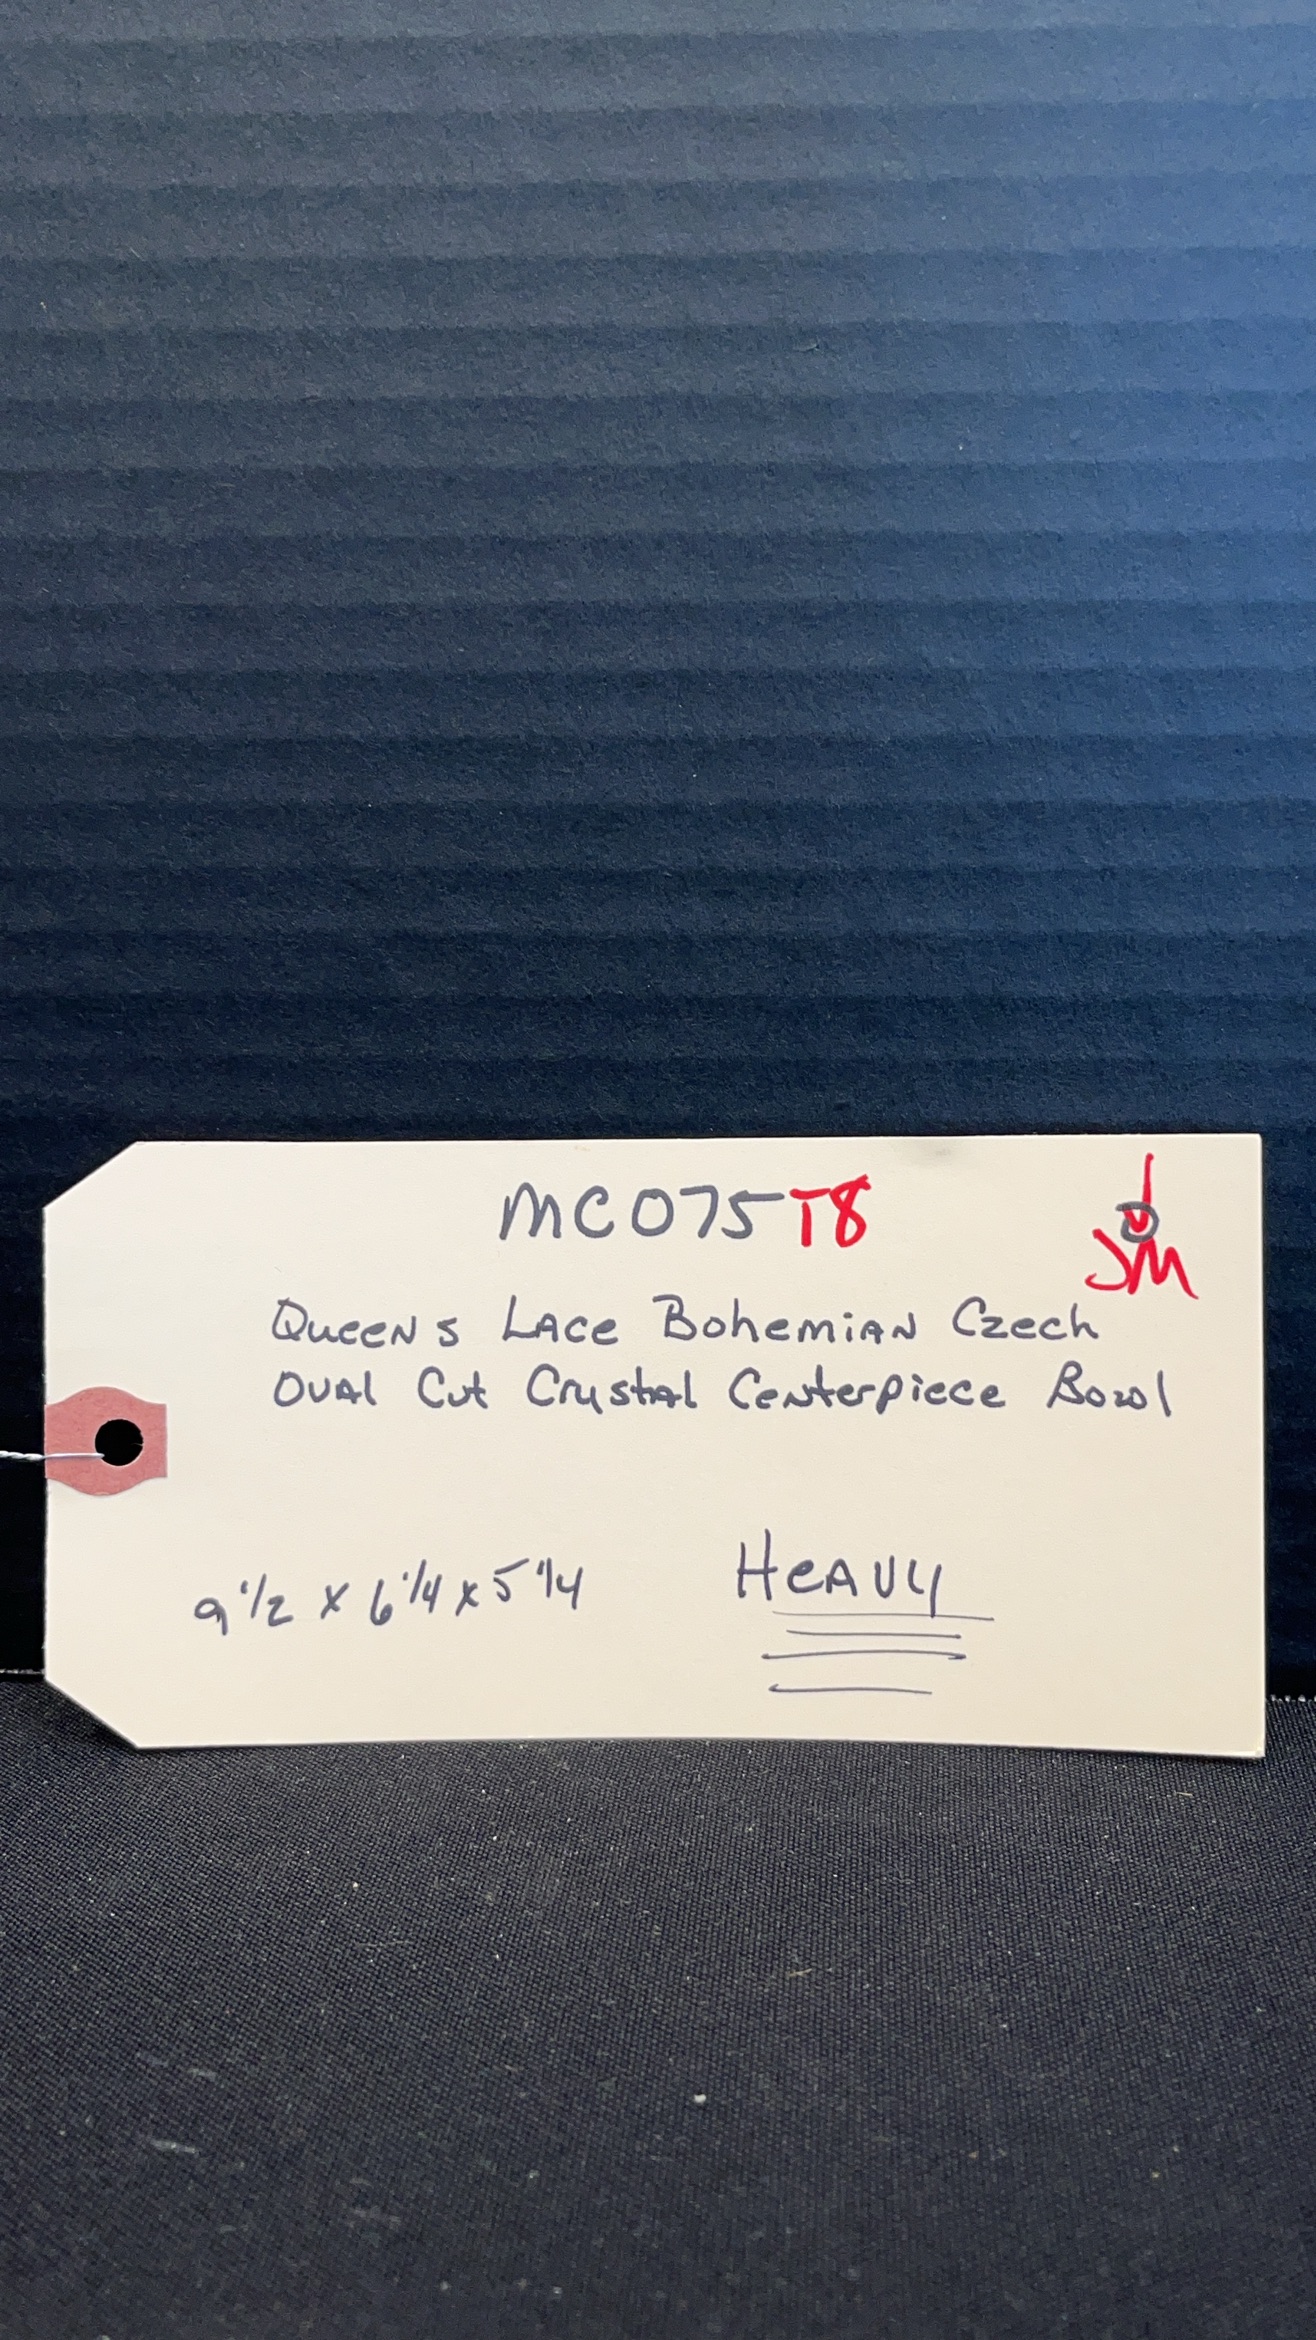 MC075T8
JM
Queens Lace Bohemian Czech
Oval Cut Crystal Centerpiece Bowl
9 1/2 x 6 1/4 x 5 1/4
Heavy